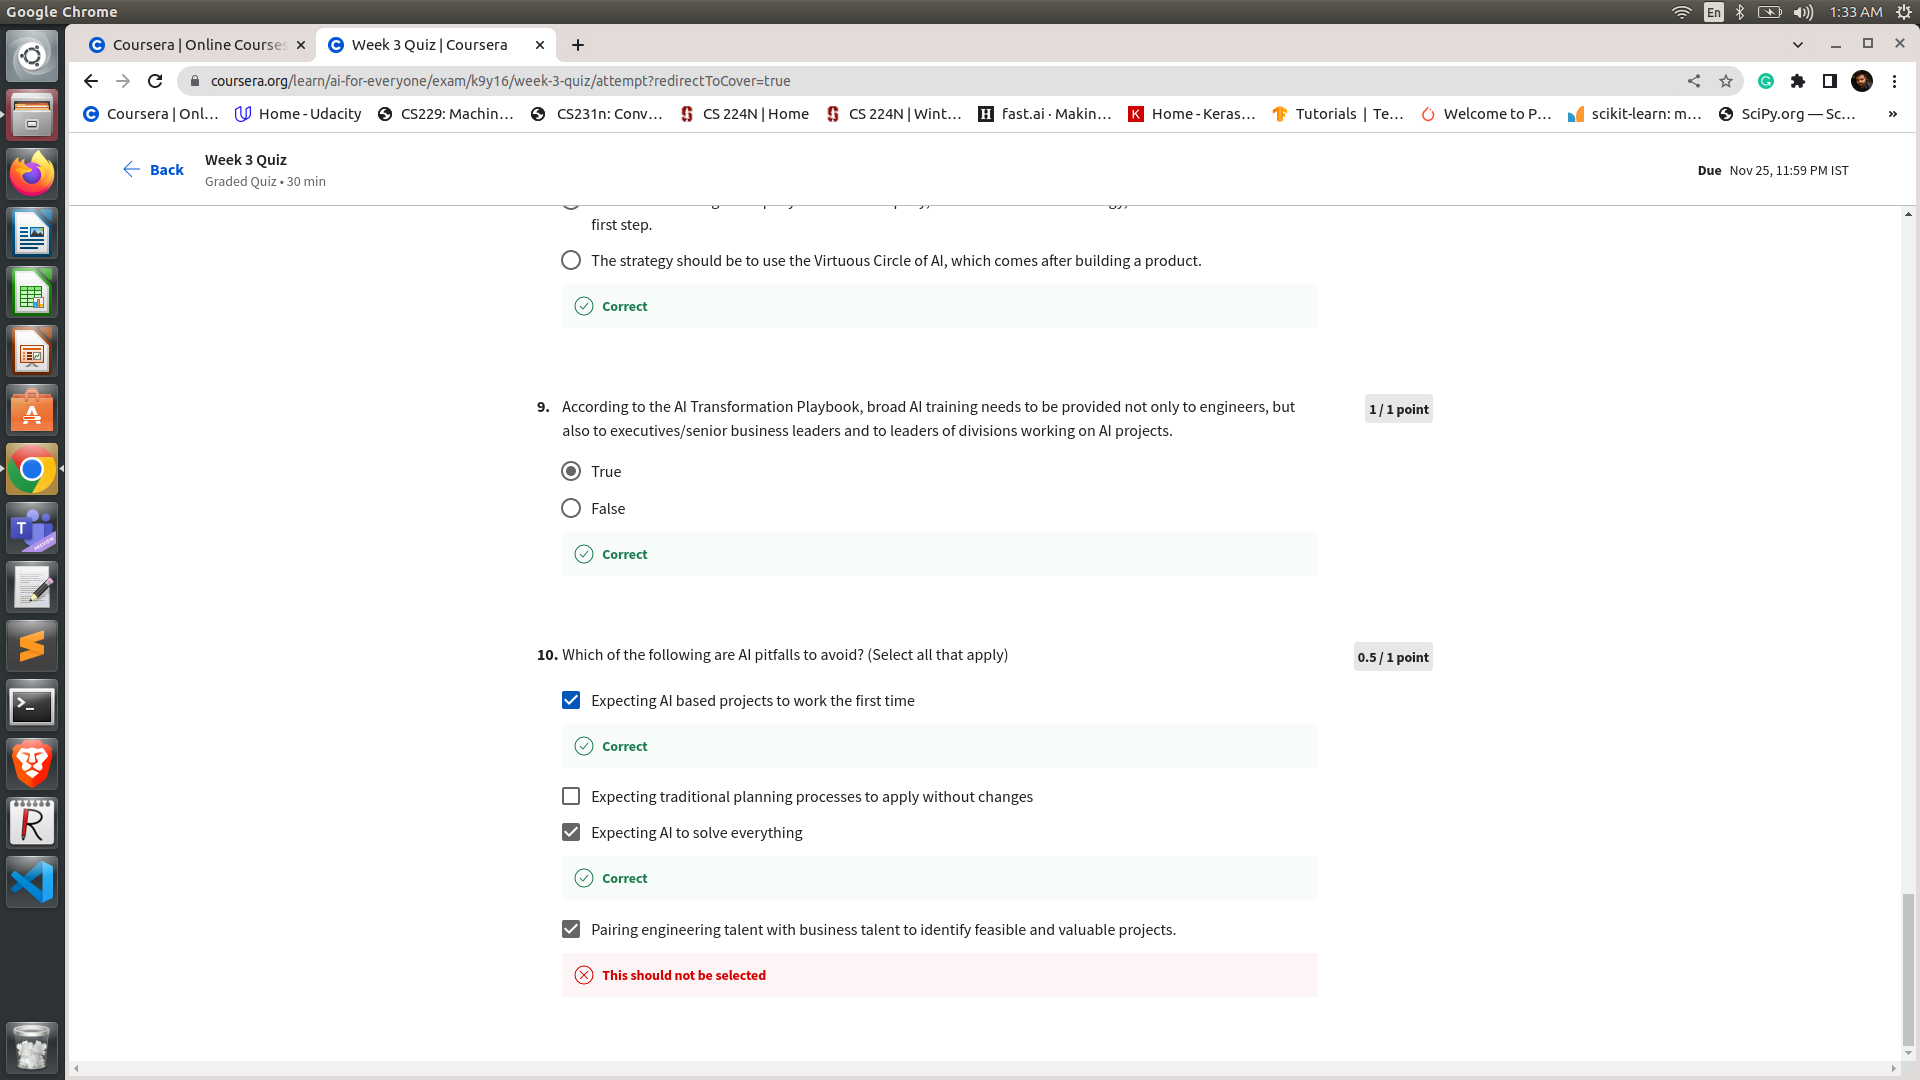 Google Chrome
En
1:33 AM
Coursera | Online Courses
Week 3 Quiz | Coursera
coursera.org/learn/ai-for-everyone/exam/k9y16/week-3-quiz/attempt?redirectToCover=true
Coursera | Onl...
Home - Udacity
CS229: Machin...
CS231n: Conv...
CS 224N | Home
CS 224N | Wint...
fast.ai · Makin...
Home - Keras...
Tutorials | Te...
Welcome to P...
scikit-learn: m...
SciPy.org — Sc...
»
Back
Week 3 Quiz
Graded Quiz • 30 min
Due Nov 25, 11:59 PM IST
first step.
The strategy should be to use the Virtuous Circle of AI, which comes after building a product.
Correct
9. According to the AI Transformation Playbook, broad AI training needs to be provided not only to engineers, but
also to executives/senior business leaders and to leaders of divisions working on AI projects.
1 / 1 point
True
False
Correct
10. Which of the following are AI pitfalls to avoid? (Select all that apply)
0.5 / 1 point
Expecting AI based projects to work the first time
Correct
Expecting traditional planning processes to apply without changes
Expecting AI to solve everything
Correct
Pairing engineering talent with business talent to identify feasible and valuable projects.
This should not be selected